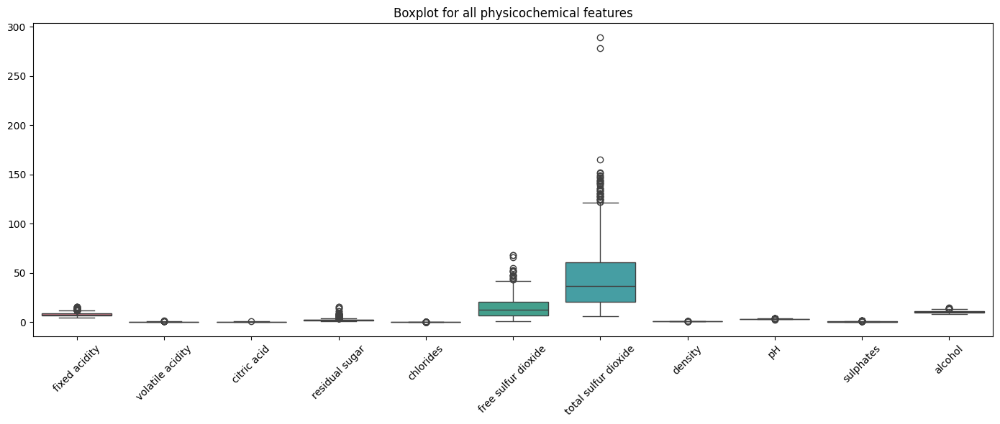 Boxplot for all physicochemical features
300
250
200
150
100
50
0
fixed acidity
volatile acidity
citric acid
residual sugar
chlorides
free sulfur dioxide
total sulfur dioxide
density
pH
sulphates
alcohol